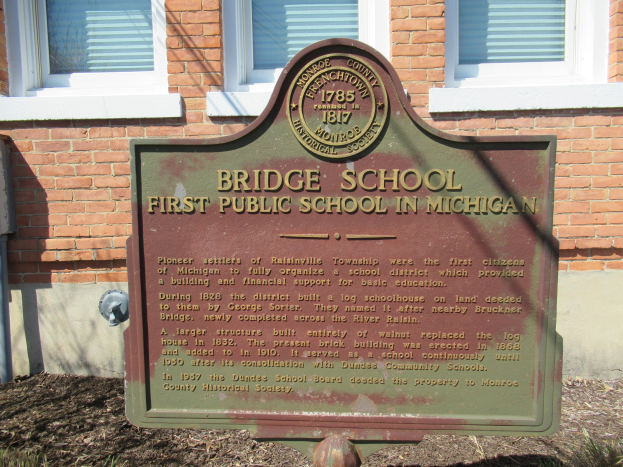 MONROE COUNTY
FRENCHTOWN
1785
renamed in
1817
MONROE
HISTORICAL SOCIETY
BRIDGE SCHOOL
FIRST PUBLIC SCHOOL IN MICHIGAN
Pioneer settlers of Raisinville Township were the first citizens
of Michigan to fully organize a school district which provided
a building and financial support for basic education.
During 1828 the district built a log schoolhouse on land deeded
to them by George Sorter. They named it after nearby Bruckner
Bridge, newly completed across the River Raisin.
A larger structure built entirely of walnut replaced the log
house in 1832. The present brick building was erected in 1868
and added to in 1910. It served as a school continuously until
1950 after its consolidation with Dundee Community Schools.
In 1957 the Dundee School Board deeded the property to Monroe
County Historical Society.